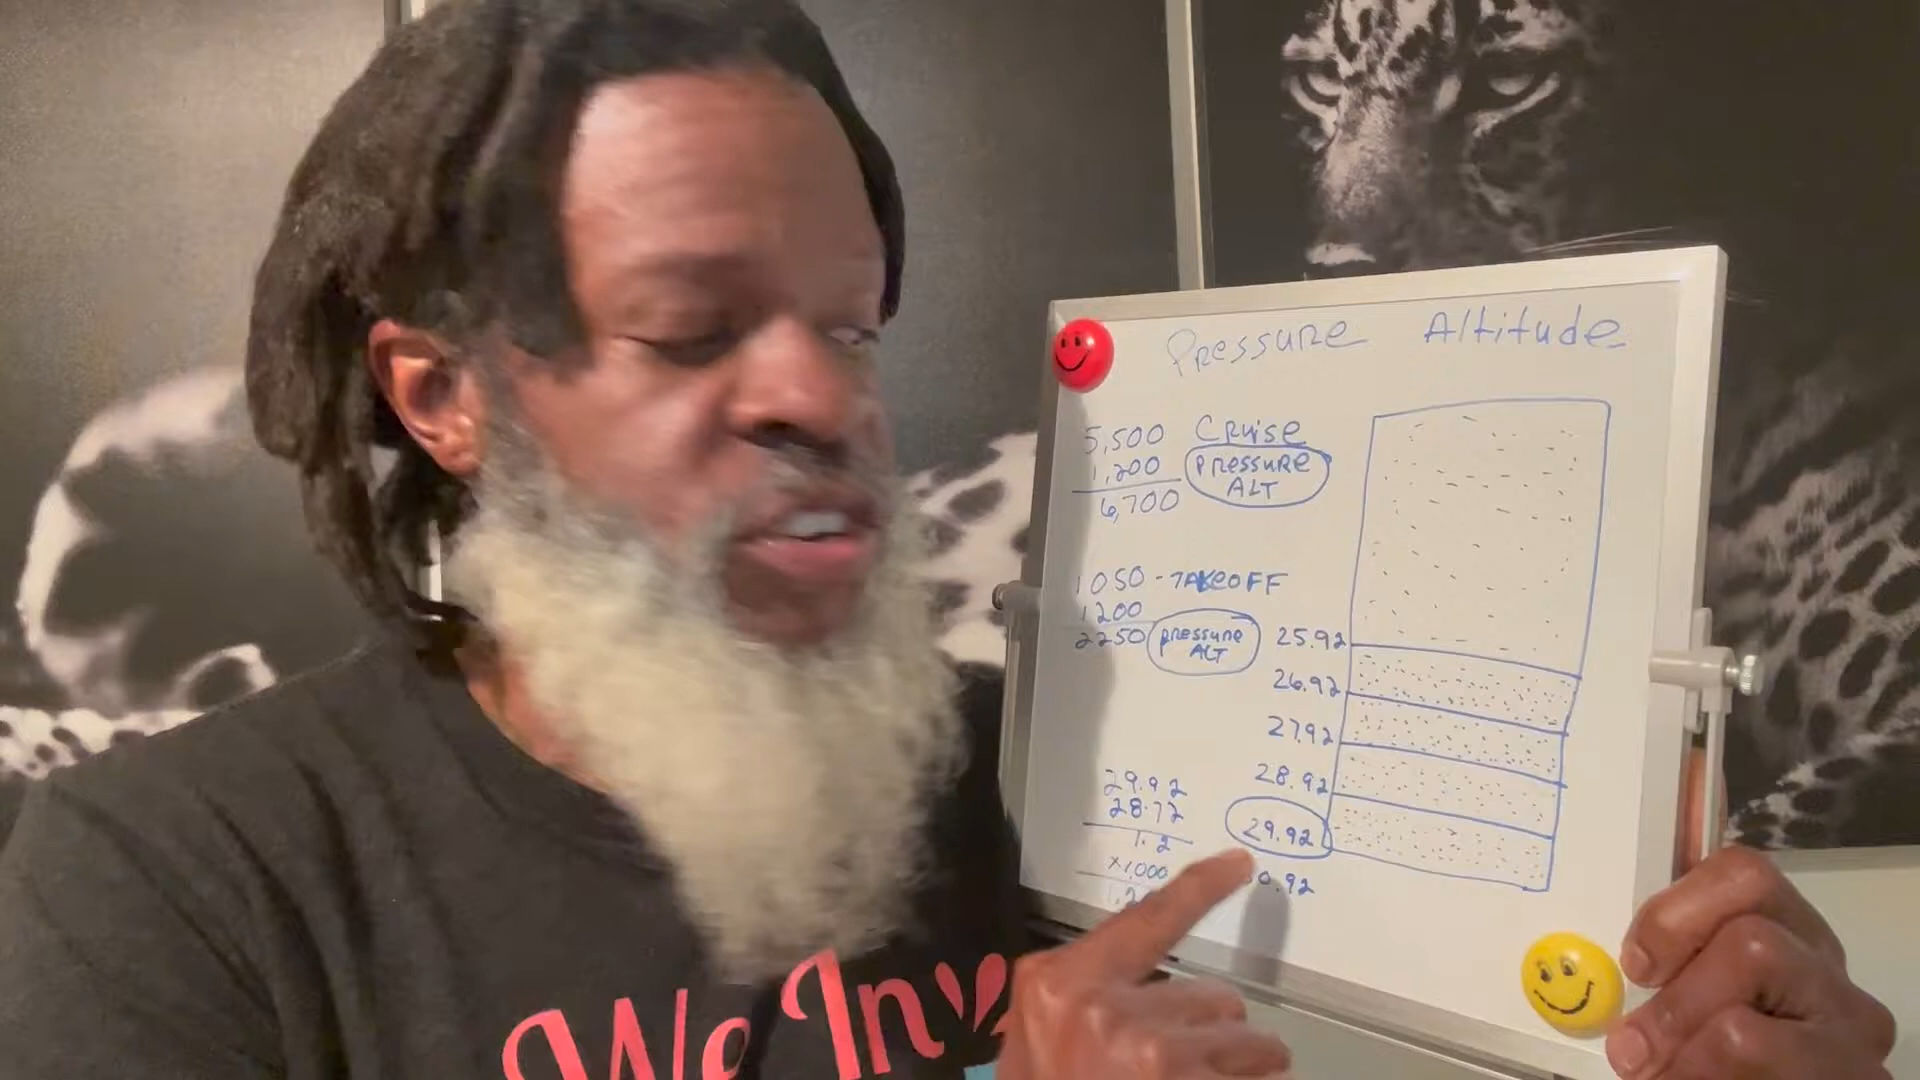 Pressure Altitude
5,500 Cruise
1,200 Pressure ALT
6,700
1050 - TAKEOFF
1200
2250 pressure ALT
25.92
26.92
27.92
28.92
29.92
29.92
28.72
1.2
x1,000
We